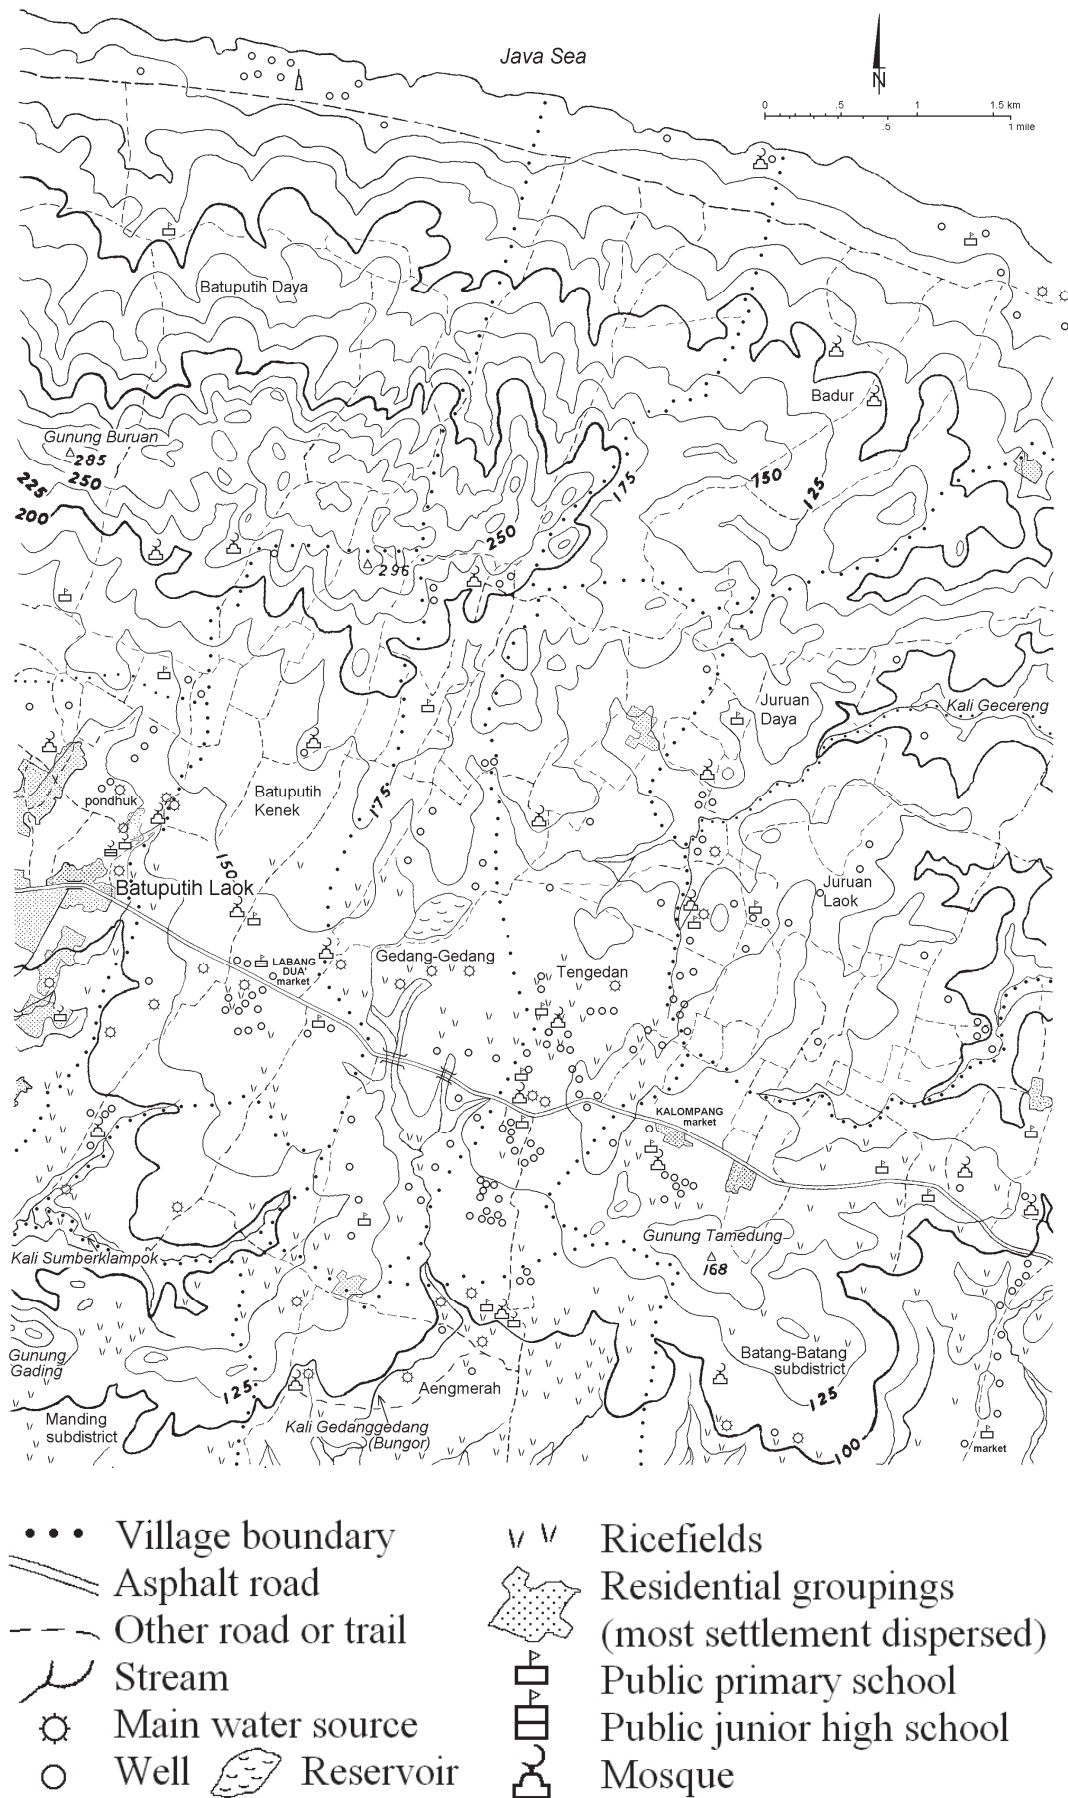 Java Sea
N
0 .5 1 1.5 km
.5 1 mile
Batuputih Daya
Badur
Gunung Buruan
285
250
225
200
150
125
175
250
296
Juruan
Daya
Kali Gecereng
pondhuk
Batuputih
Kenek
175
150
Batuputih Laok
Juruan
Laok
Gedang-Gedang
LABANG
DUA'
market
Tengedan
KALOMPANG
market
Gunung Tamedung
168
Kali Sumberklampok
Gunung
Gading
125
Batang-Batang
subdistrict
125
Aengmerah
Manding
subdistrict
Kali Gedanggedang
(Bungor)
100
market
Village boundary
Asphalt road
Other road or trail
Stream
Main water source
Well
Reservoir
Ricefields
Residential groupings
(most settlement dispersed)
Public primary school
Public junior high school
Mosque